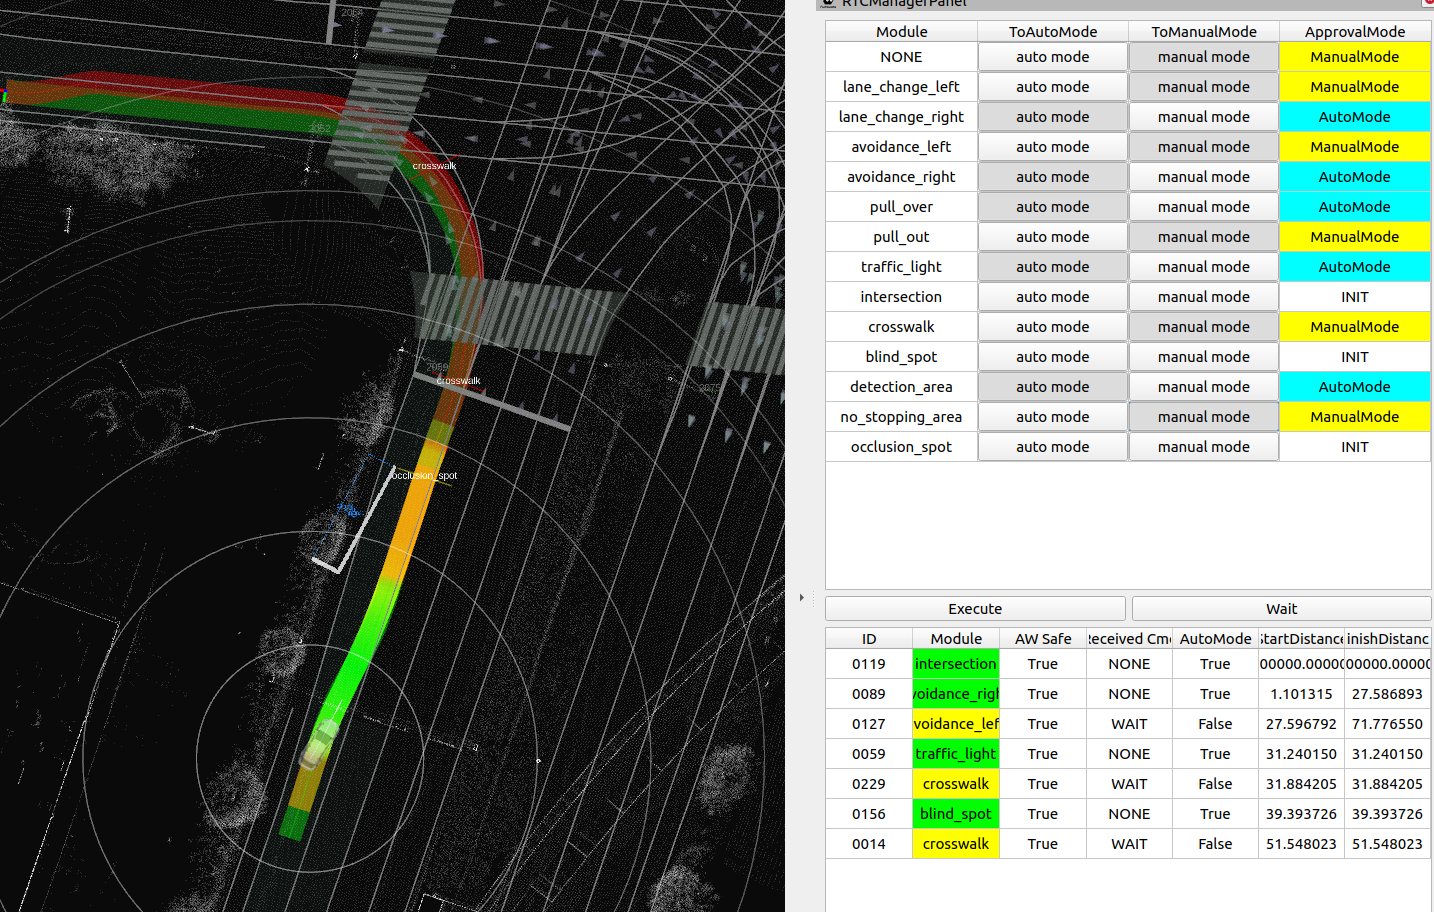 RTCManagerPanel
Module ToAutoMode ToManualMode ApprovalMode
NONE auto mode manual mode ManualMode
lane_change_left auto mode manual mode ManualMode
lane_change_right auto mode manual mode AutoMode
avoidance_left auto mode manual mode ManualMode
avoidance_right auto mode manual mode AutoMode
pull_over auto mode manual mode AutoMode
pull_out auto mode manual mode ManualMode
traffic_light auto mode manual mode AutoMode
intersection auto mode manual mode INIT
crosswalk auto mode manual mode ManualMode
blind_spot auto mode manual mode INIT
detection_area auto mode manual mode AutoMode
no_stopping_area auto mode manual mode ManualMode
occlusion_spot auto mode manual mode INIT
Execute Wait
ID Module AW Safe Received Cm AutoMode StartDistance inishDistanc
0119 intersection True NONE True 00000.00000 00000.00000
0089 voidance_righ True NONE True 1.101315 27.586893
0127 voidance_lef True WAIT False 27.596792 71.776550
0059 traffic_light True NONE True 31.240150 31.240150
0229 crosswalk True WAIT False 31.884205 31.884205
0156 blind_spot True NONE True 39.393726 39.393726
0014 crosswalk True WAIT False 51.548023 51.548023
crosswalk
crosswalk
occlusion_spot